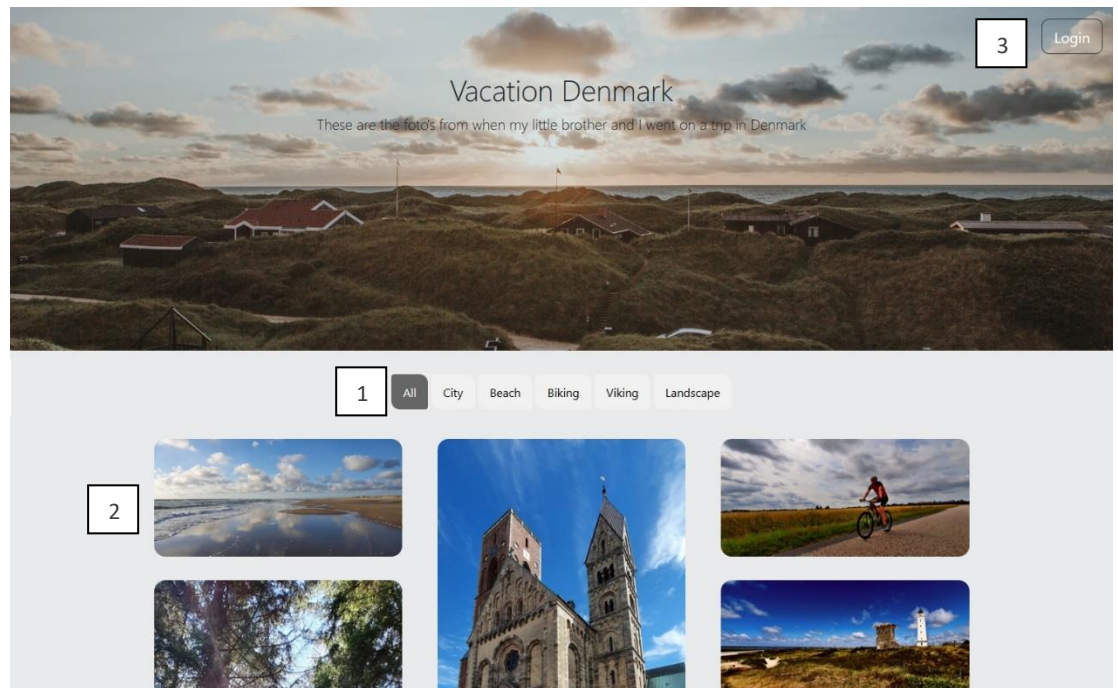 3
Login
Vacation Denmark
These are the foto's from when my little brother and I went on a trip in Denmark
1
All City Beach Biking Viking Landscape
2